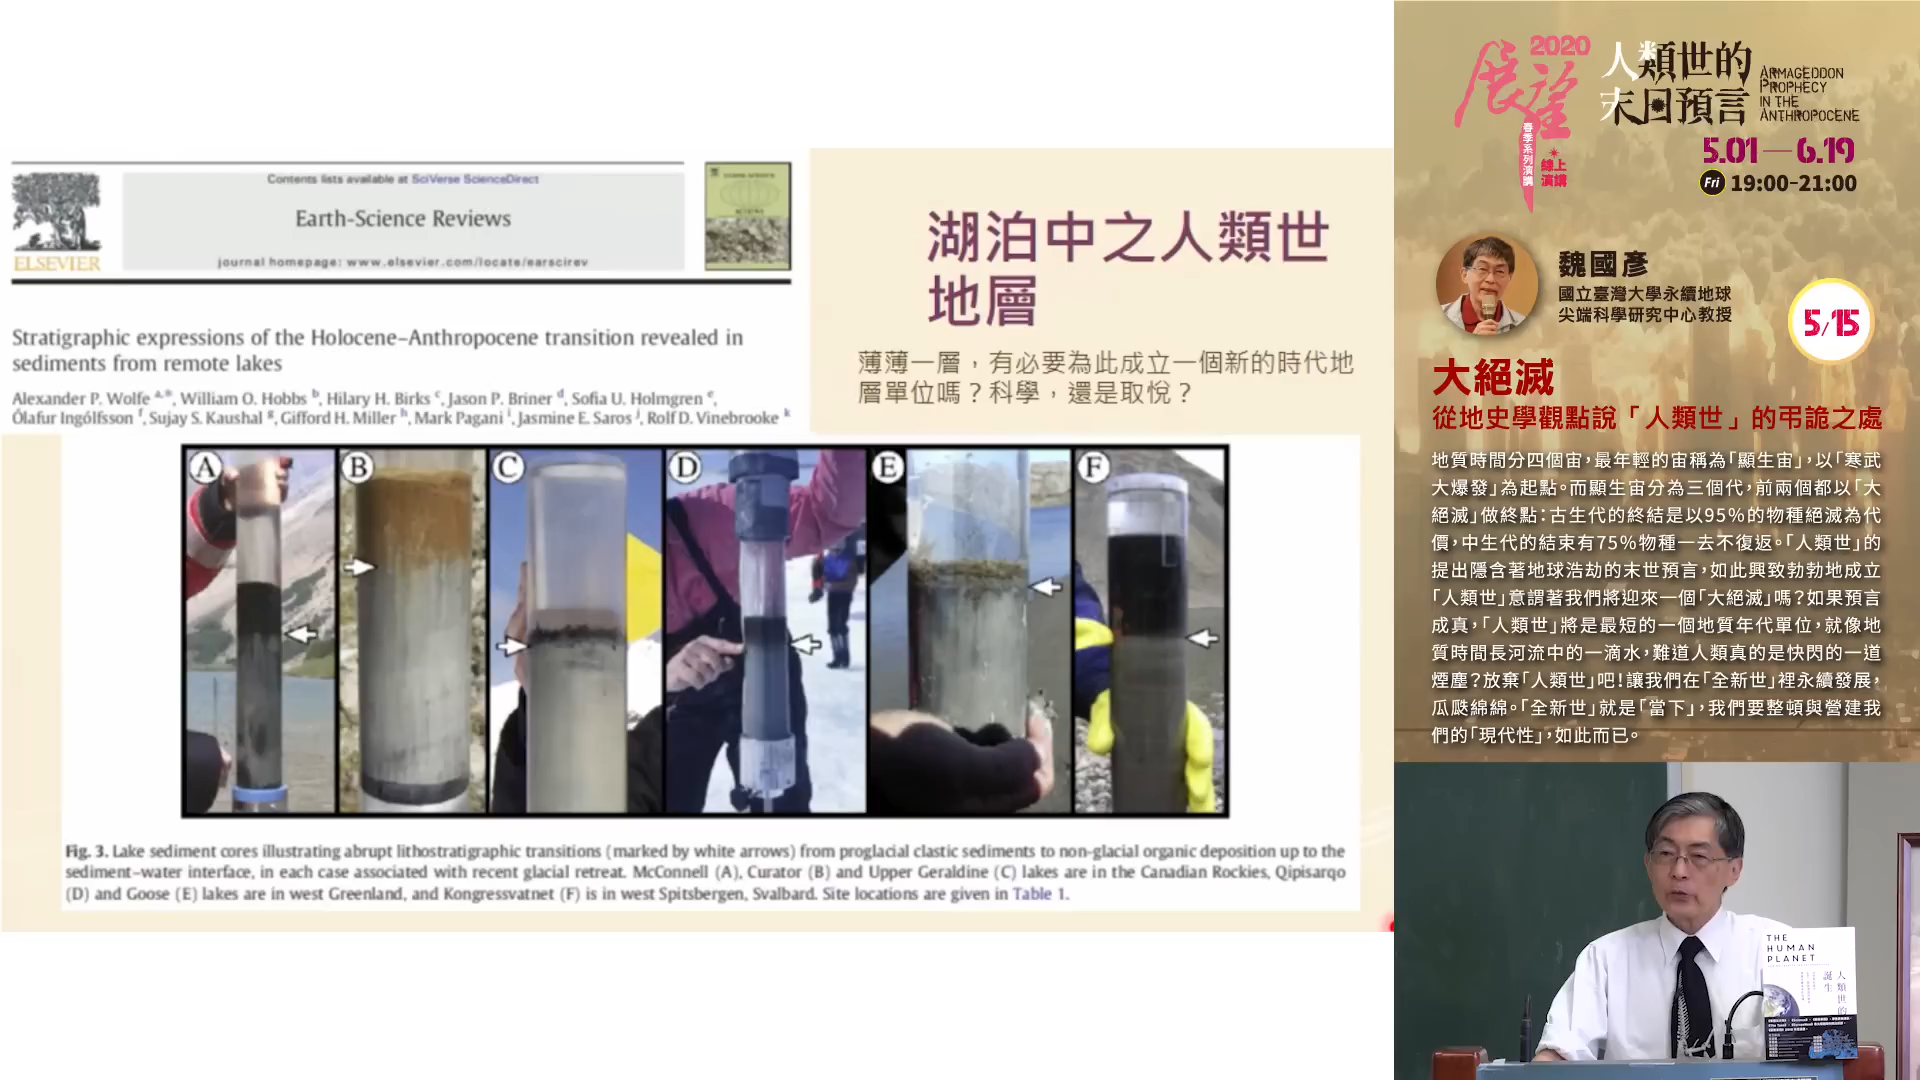 Contents lists available at SciVerse ScienceDirect
Earth-Science Reviews
journal homepage: www.elsevier.com/locate/earscirev
ELSEVIER
Stratigraphic expressions of the Holocene–Anthropocene transition revealed in
sediments from remote lakes
Alexander P. Wolfe a,*, William O. Hobbs b, Hilary H. Birks c, Jason P. Briner d, Sofia U. Holmgren e,
Ólafur Ingólfsson f, Sujay S. Kaushal g, Gifford H. Miller h, Mark Pagani i, Jasmine E. Saros j, Rolf D. Vinebrooke k
湖泊中之人類世
地層
薄薄一層，有必要為此成立一個新的時代地
層單位嗎？科學，還是取悅？
A
B
C
D
E
F
Fig. 3. Lake sediment cores illustrating abrupt lithostratigraphic transitions (marked by white arrows) from proglacial clastic sediments to non-glacial organic deposition up to the
sediment–water interface, in each case associated with recent glacial retreat. McConnell (A), Curator (B) and Upper Geraldine (C) lakes are in the Canadian Rockies, Qipisarqo
(D) and Goose (E) lakes are in west Greenland, and Kongressvatnet (F) is in west Spitsbergen, Svalbard. Site locations are given in Table 1.
2020
展望
春季系列演講
線上
演講
人類世的
末日預言
ARMAGEDDON
PROPHECY
IN THE
ANTHROPOCENE
5.01—6.19
Fri 19:00-21:00
魏國彥
國立臺灣大學永續地球
尖端科學研究中心教授
5/15
大絕滅
從地史學觀點說「人類世」的弔詭之處
地質時間分四個宙，最年輕的宙稱為「顯生宙」，以「寒武
大爆發」為起點。而顯生宙分為三個代，前兩個都以「大
絕滅」做終點：古生代的終結是以95%的物種絕滅為代
價，中生代的結束有75%物種一去不復返。「人類世」的
提出隱含著地球浩劫的末世預言，如此興致勃勃地成立
「人類世」意謂著我們將迎來一個「大絕滅」嗎？如果預言
成真，「人類世」將是最短的一個地質年代單位，就像地
質時間長河流中的一滴水，難道人類真的是快閃的一道
煙塵？放棄「人類世」吧！讓我們在「全新世」裡永續發展，
瓜瓞綿綿。「全新世」就是「當下」，我們要整頓與營建我
們的「現代性」，如此而已。
THE
HUMAN
PLANET
人類世的
誕生